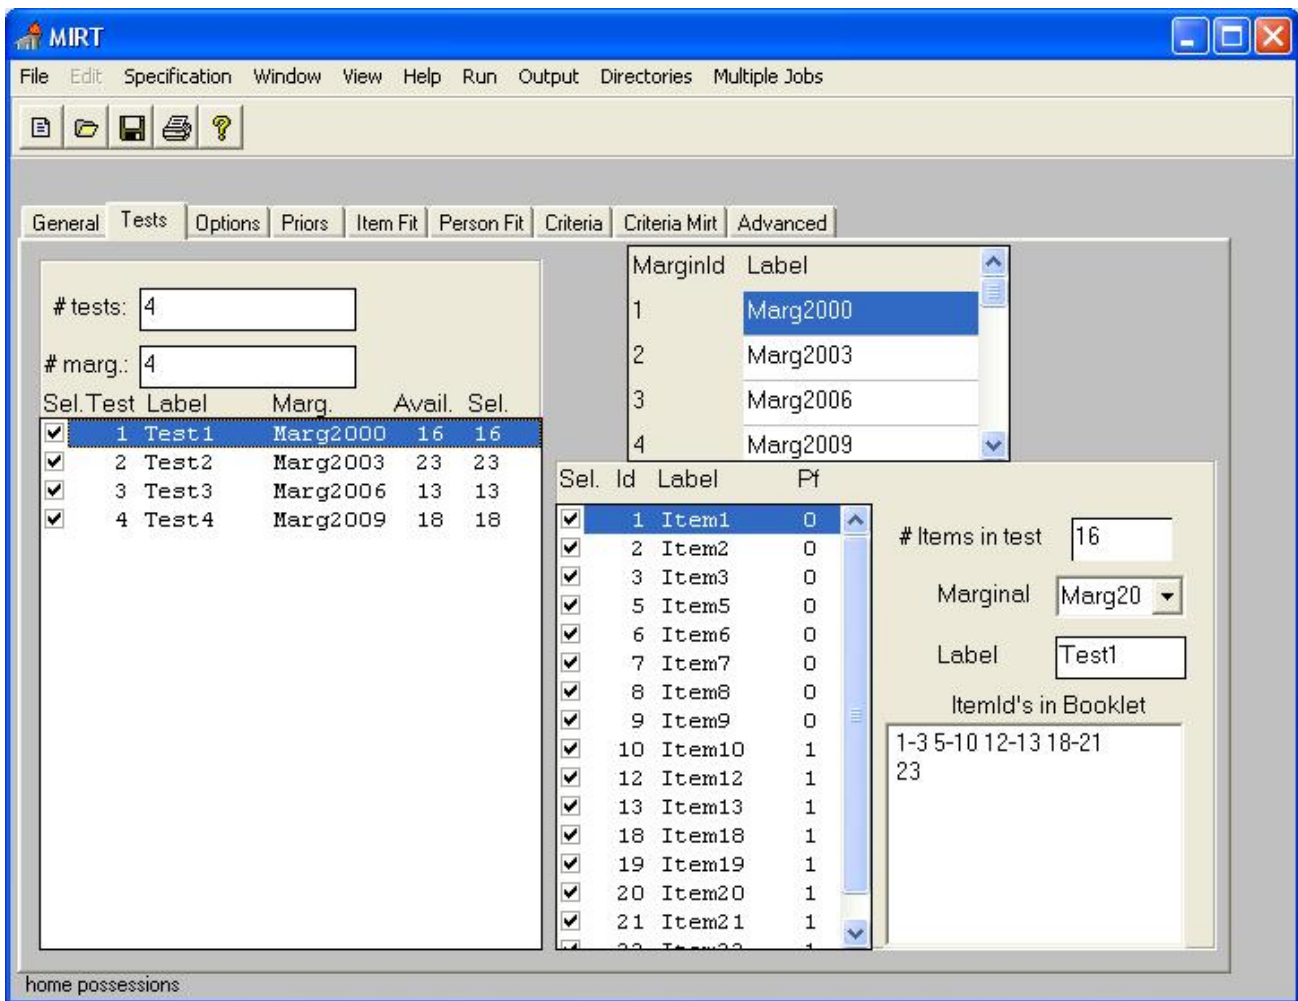 MIRT
File Edit Specification Window View Help Run Output Directories Multiple Jobs
General Tests Options Priors Item Fit Person Fit Criteria Criteria Mirt Advanced
# tests: 4
# marg.: 4
Sel. Test Label Marg. Avail. Sel.
1 Test1 Marg2000 16 16
2 Test2 Marg2003 23 23
3 Test3 Marg2006 13 13
4 Test4 Marg2009 18 18
MarginId Label
1 Marg2000
2 Marg2003
3 Marg2006
4 Marg2009
Sel. Id Label Pf
1 Item1 0
2 Item2 0
3 Item3 0
5 Item5 0
6 Item6 0
7 Item7 0
8 Item8 0
9 Item9 0
10 Item10 1
12 Item12 1
13 Item13 1
18 Item18 1
19 Item19 1
20 Item20 1
21 Item21 1
# Items in test 16
Marginal Marg20
Label Test1
ItemId's in Booklet
1-3 5-10 12-13 18-21
23
home possessions